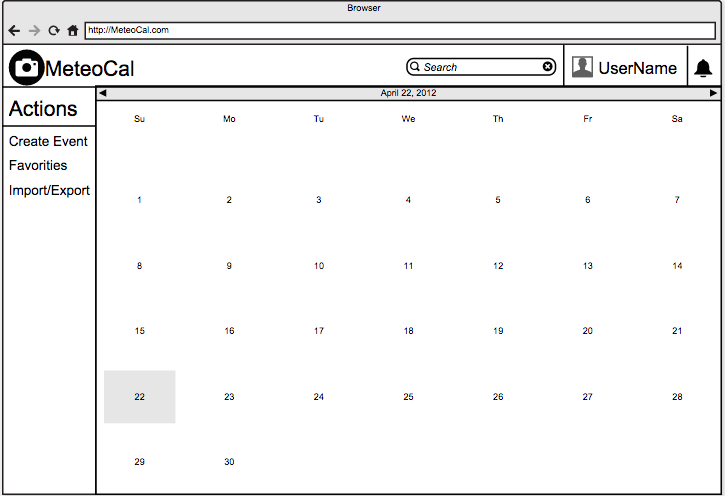 Browser
http://MeteoCal.com
MeteoCal
Search
UserName
Actions
April 22, 2012
Create Event
Favorites
Import/Export
Su Mo Tu We Th Fr Sa
1 2 3 4 5 6 7
8 9 10 11 12 13 14
15 16 17 18 19 20 21
22 23 24 25 26 27 28
29 30